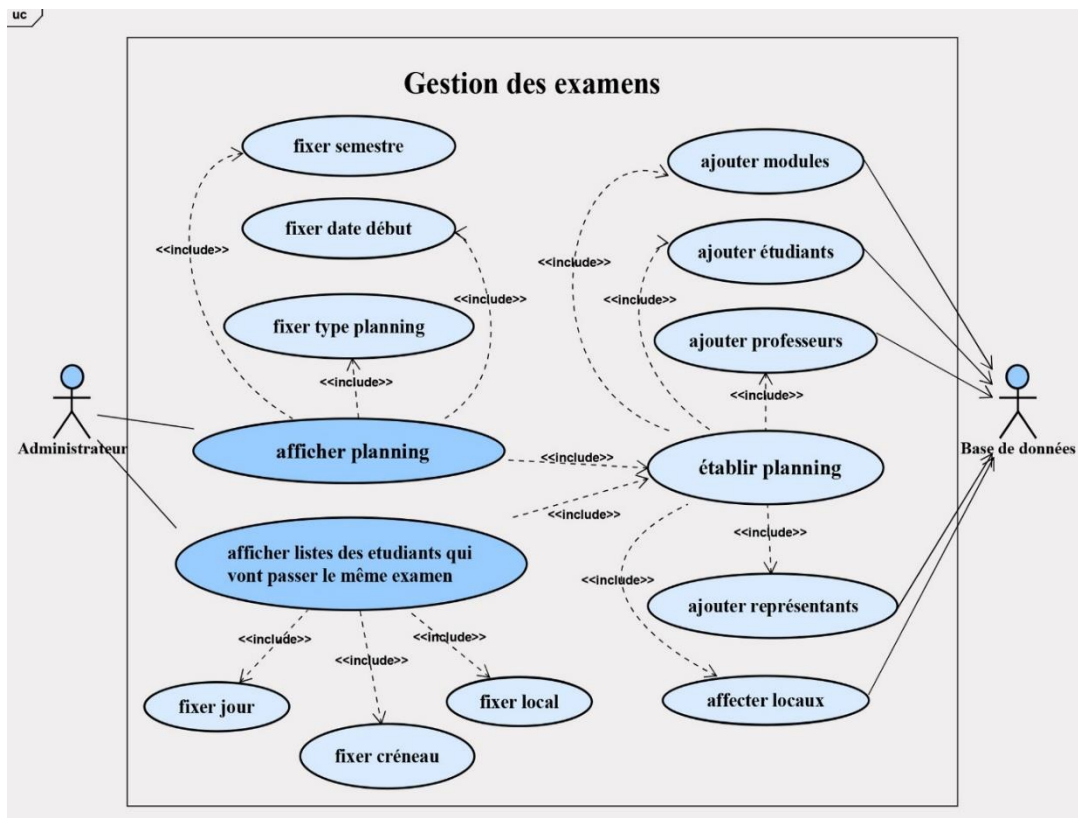 uc
Gestion des examens
fixer semestre
ajouter modules
fixer date début
<<include>>
ajouter étudiants
<<include>>
<<include>>
<<include>>
fixer type planning
ajouter professeurs
<<include>>
<<include>>
Administrateur
afficher planning
<<include>>
établir planning
Base de données
<<include>>
<<include>>
afficher listes des etudiants qui
vont passer le même examen
<<include>>
ajouter représentants
<<include>>
<<include>>
<<include>>
fixer jour
fixer local
affecter locaux
fixer créneau